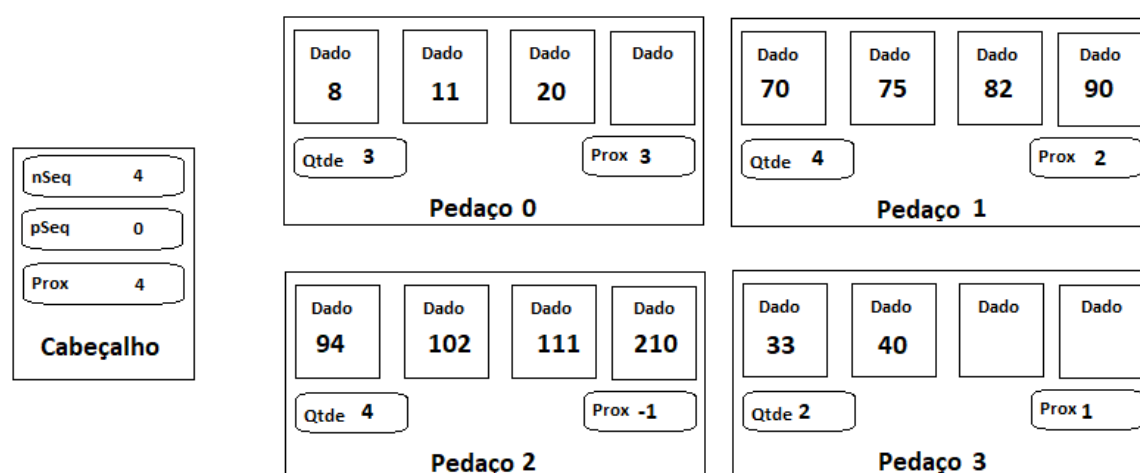 nSeq 4
pSeq 0
Prox 4
Cabeçalho
Dado Dado Dado Dado
8 11 20
Qtde 3 Prox 3
Pedaço 0
Dado Dado Dado Dado
70 75 82 90
Qtde 4 Prox 2
Pedaço 1
Dado Dado Dado Dado
94 102 111 210
Qtde 4 Prox -1
Pedaço 2
Dado Dado Dado Dado
33 40
Qtde 2 Prox 1
Pedaço 3